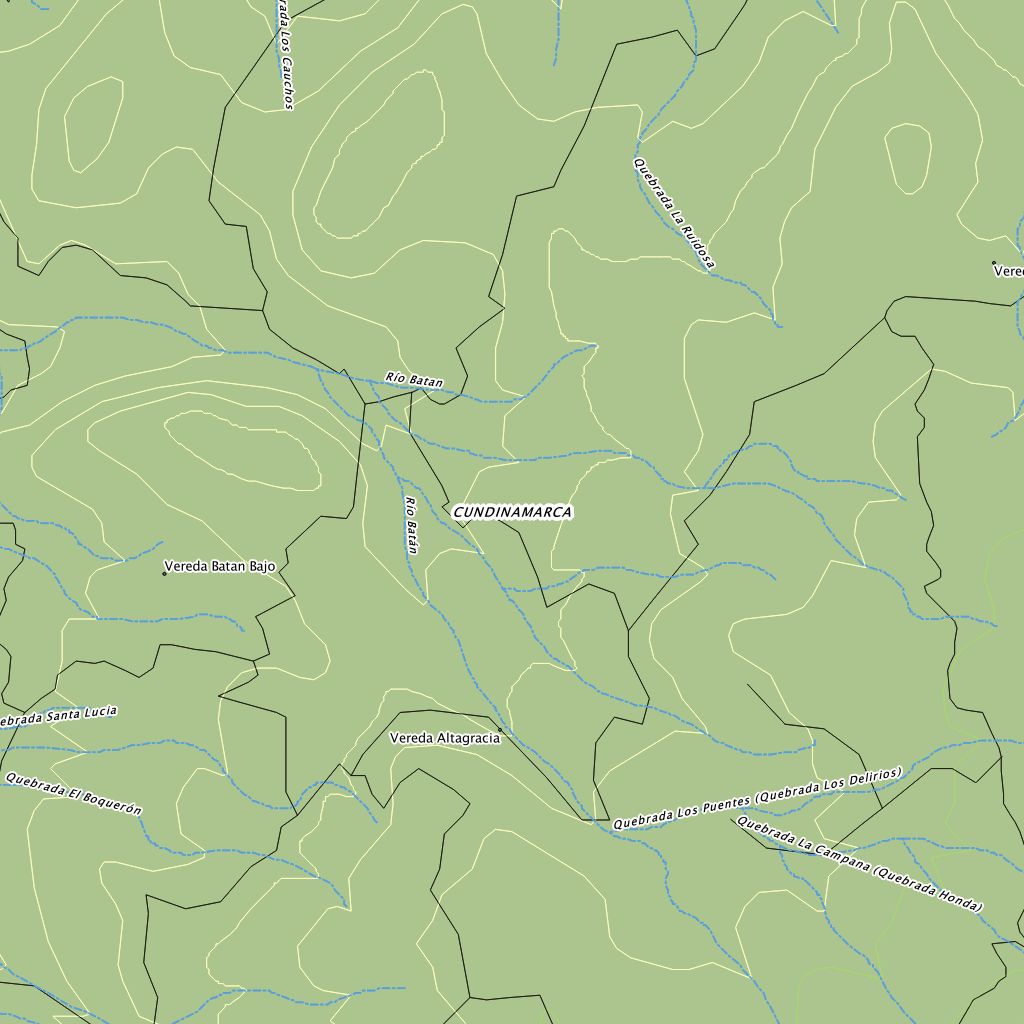 rada Los Cauchos
Quebrada La Ruidosa
Vere
Río Batan
Río Batán
CUNDINAMARCA
Vereda Batan Bajo
ebrada Santa Lucia
Vereda Altagracia
Quebrada El Boquerón
Quebrada Los Puentes (Quebrada Los Delirios)
Quebrada La Campana (Quebrada Honda)